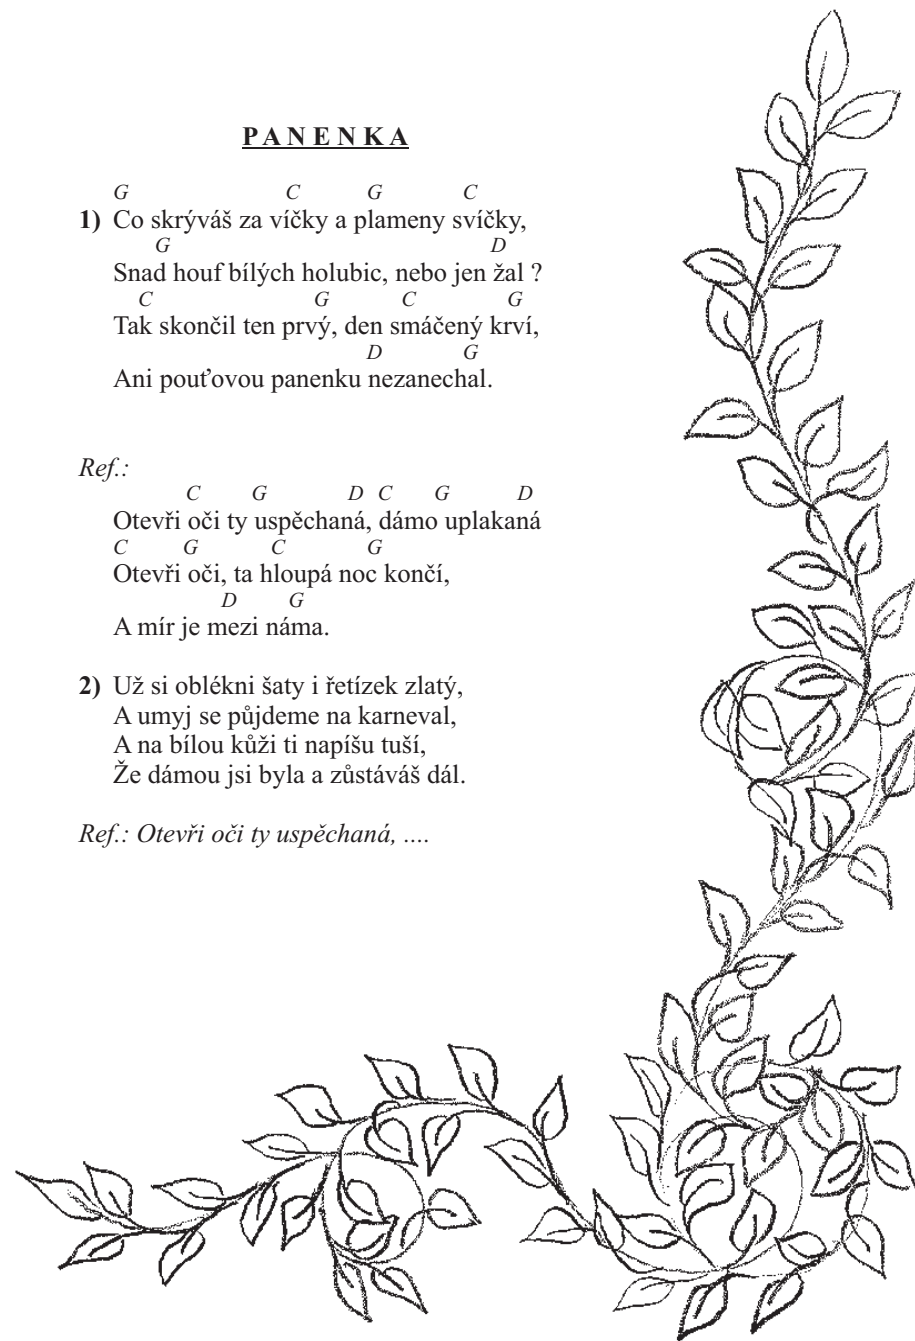 P A N E N K A
G C G C
1) Co skrýváš za víčky a plameny svíčky,
G D
Snad houf bílých holubic, nebo jen žal ?
C G C G
Tak skončil ten prvý, den smáčený krví,
D G
Ani pouťovou panenku nezanechal.
Ref.:
C G D C G D
Otevři oči ty uspěchaná, dámo uplakaná
C G C G
Otevři oči, ta hloupá noc končí,
D G
A mír je mezi náma.
2) Už si oblékni šaty i řetízek zlatý,
A umyj se půjdeme na karneval,
A na bílou kůži ti napíšu tuší,
Že dámou jsi byla a zůstáváš dál.
Ref.: Otevři oči ty uspěchaná, ....